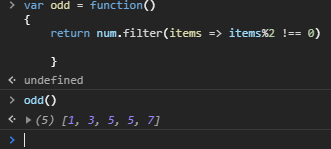 > var odd = function()
{
    return num.filter(items => items%2 !== 0)

    }
< undefined
> odd()
< ▶ (5) [1, 3, 5, 5, 7]
>